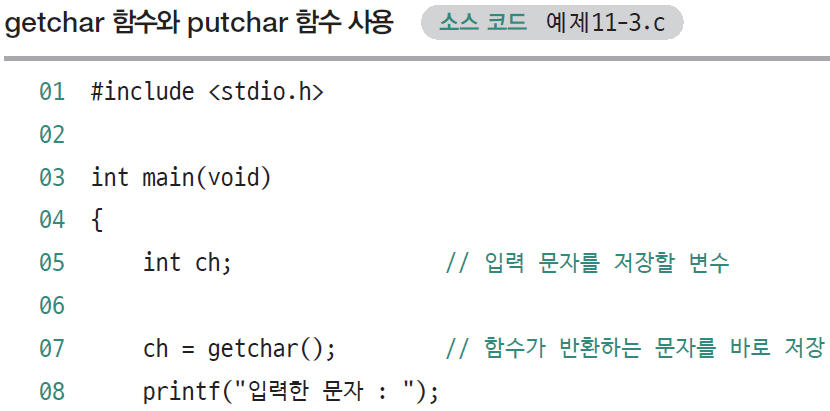 getchar 함수와 putchar 함수 사용 소스 코드 예제11-3.c
01 #include <stdio.h>
02
03 int main(void)
04 {
05 int ch; // 입력 문자를 저장할 변수
06
07 ch = getchar(); // 함수가 반환하는 문자를 바로 저장
08 printf("입력한 문자 : ");